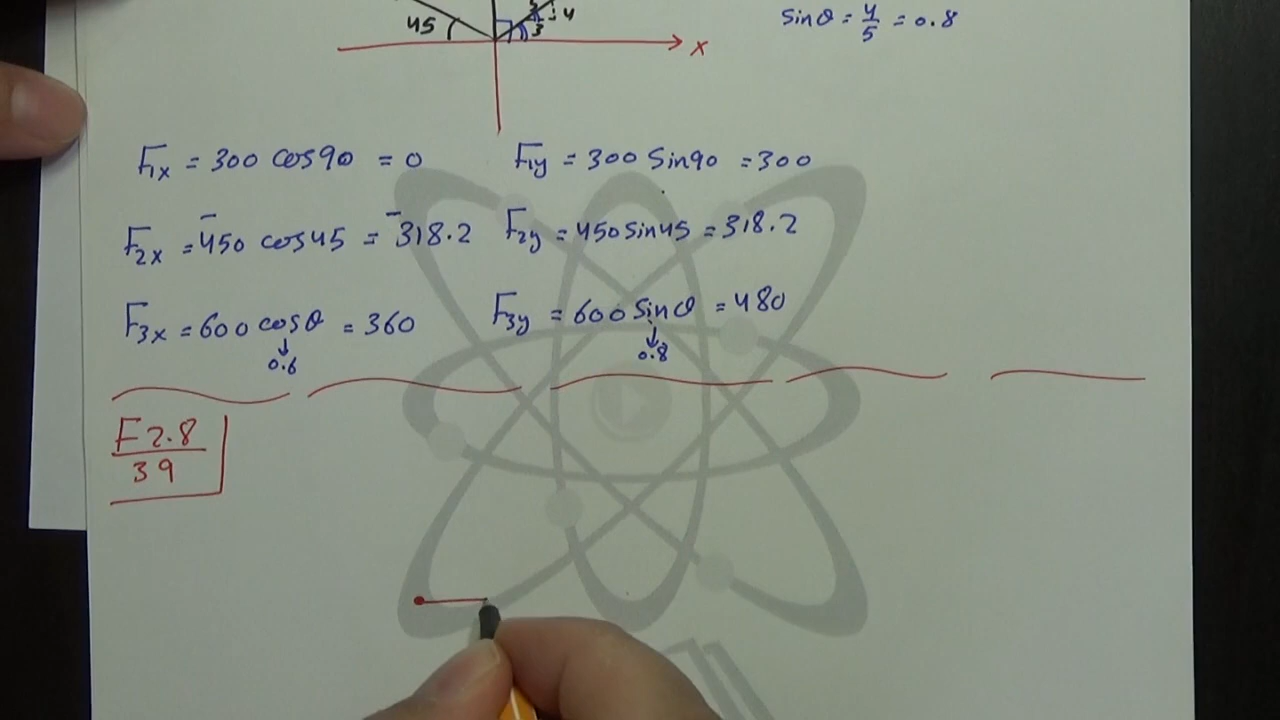 45 5 4 3
x
sinθ = 4/5 = 0.8
F1x = 300 cos90 = 0 F1y = 300 Sin90 = 300
F2x = -450 cos45 = -318.2 F2y = 450 sin45 = 318.2
F3x = 600 cosθ = 360 F3y = 600 sinθ = 480
↓ ↓
0.6 0.8
F2.8
39